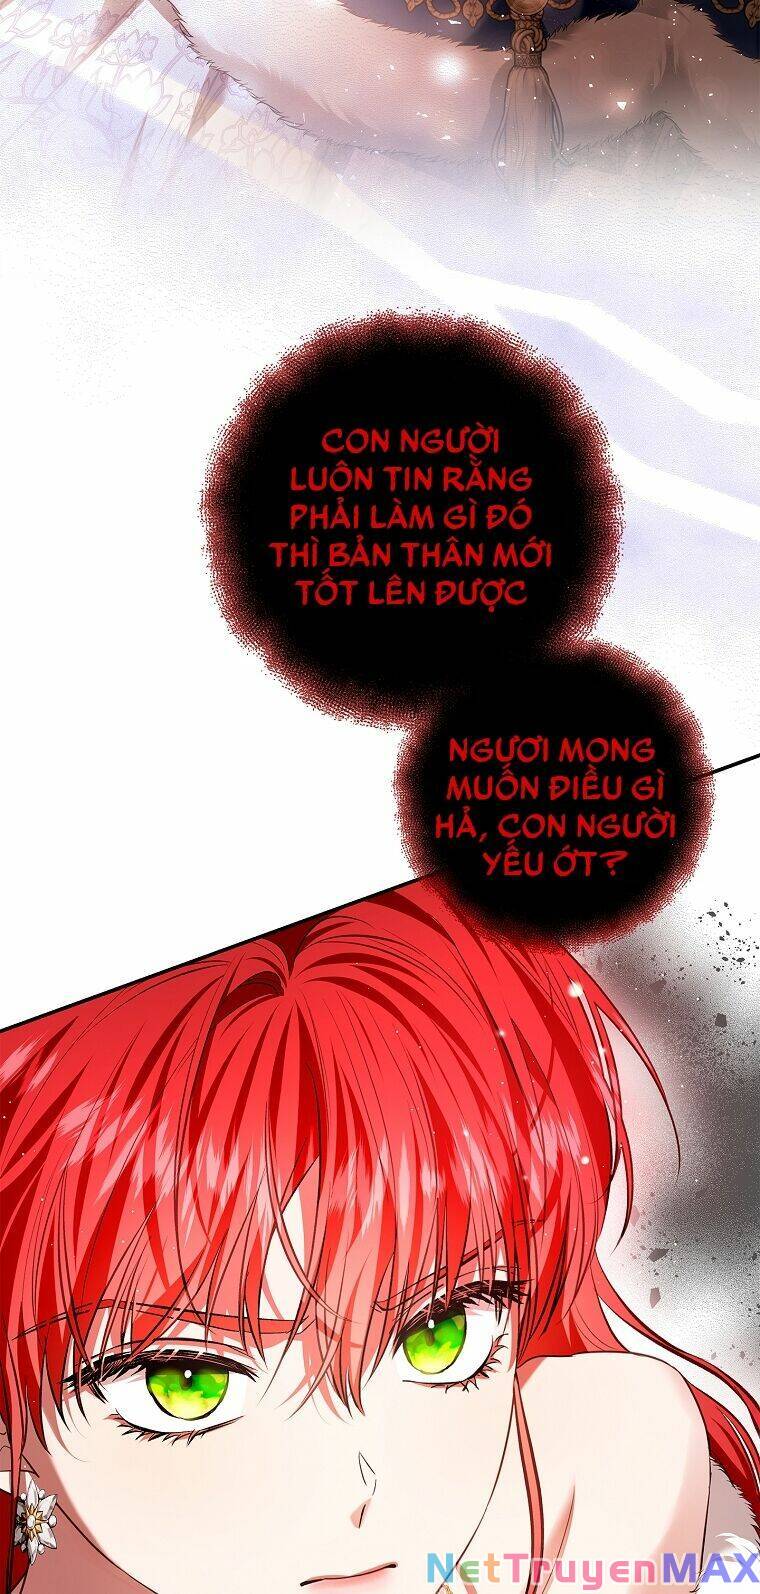 CON NGƯỜI
LUÔN TIN RẰNG
PHẢI LÀM GÌ ĐÓ
THÌ BẢN THÂN MỚI
TỐT LÊN ĐƯỢC
NGƯƠI MONG
MUỐN ĐIỀU GÌ
HẢ, CON NGƯỜI
YẾU ỚT?
NETTRUYENMAX